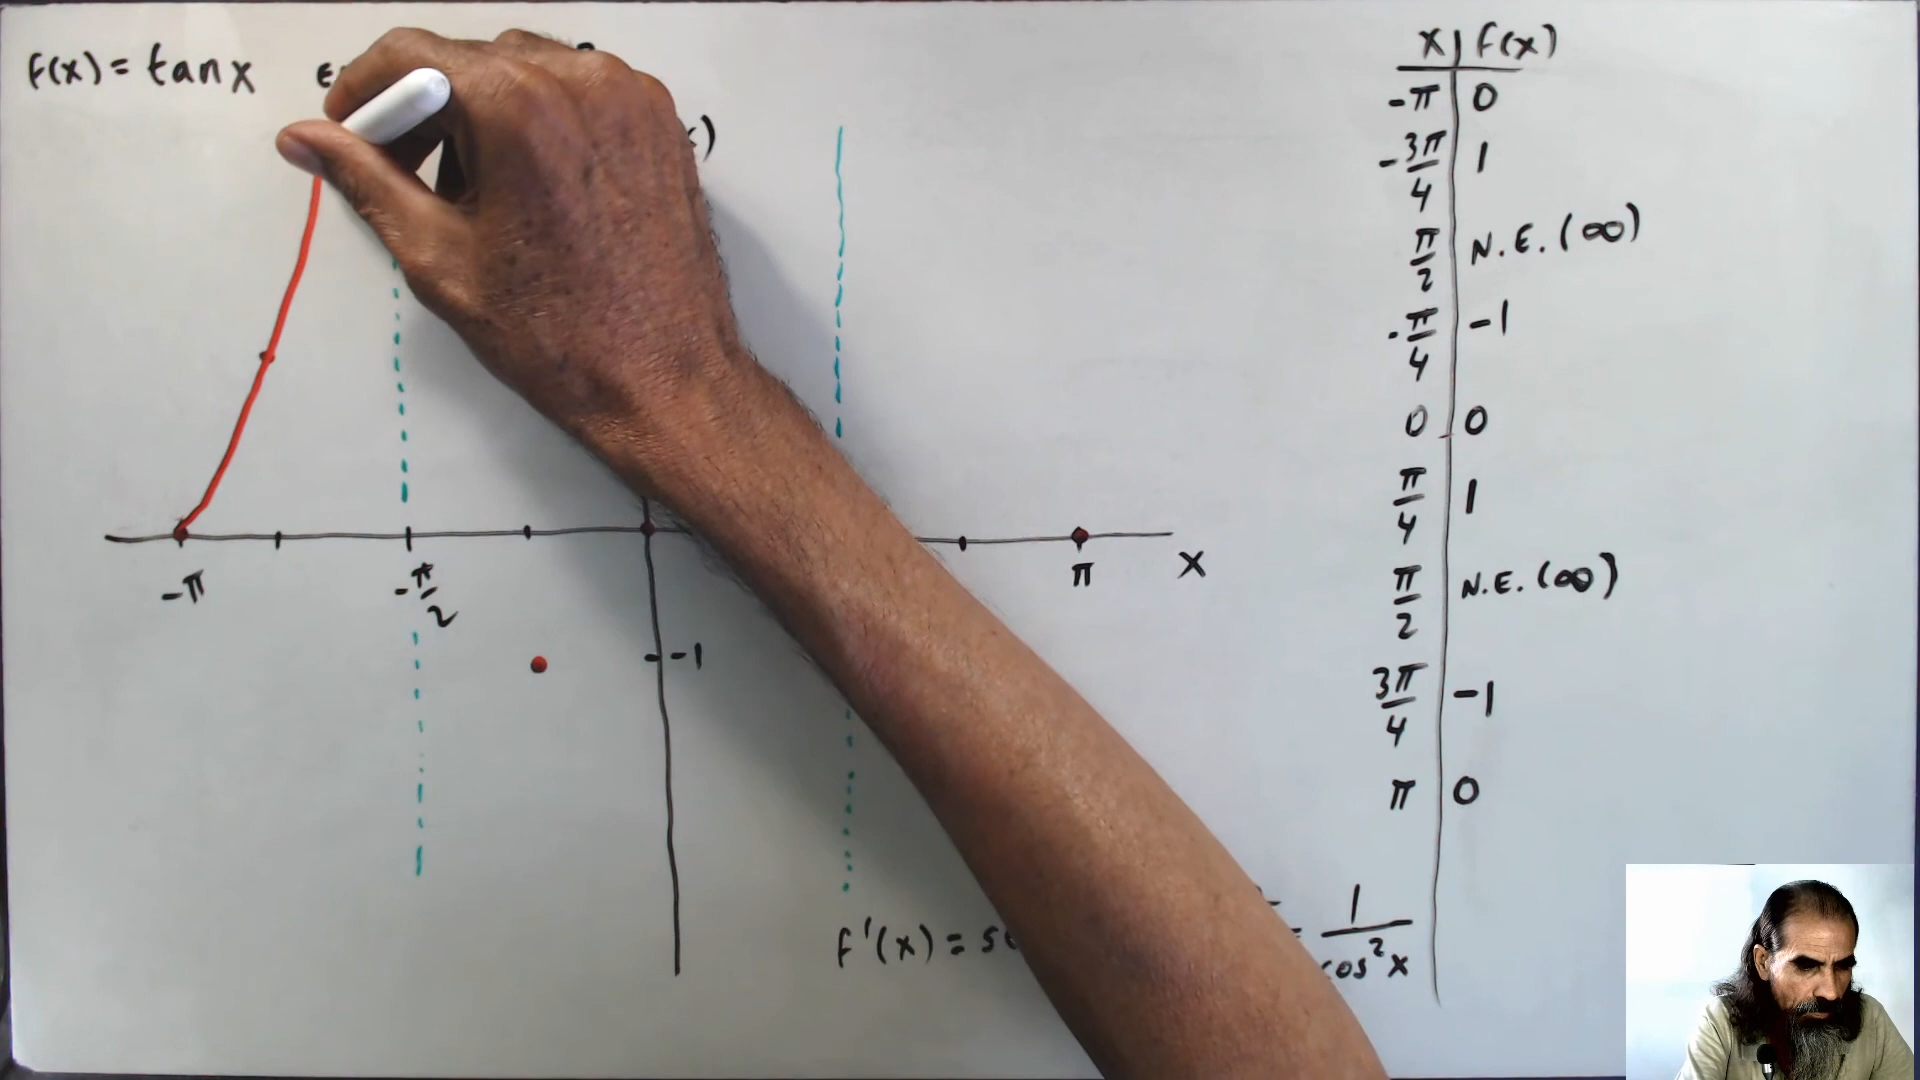 f(x) = tan x
-π
-π/2
π
x
- -1
f'(x) =
= 1/cos²x
x | f(x)
-π | 0
-3π/4 | 1
π/2 | N.E. (∞)
-π/4 | -1
0 | 0
π/4 | 1
π/2 | N.E. (∞)
3π/4 | -1
π | 0